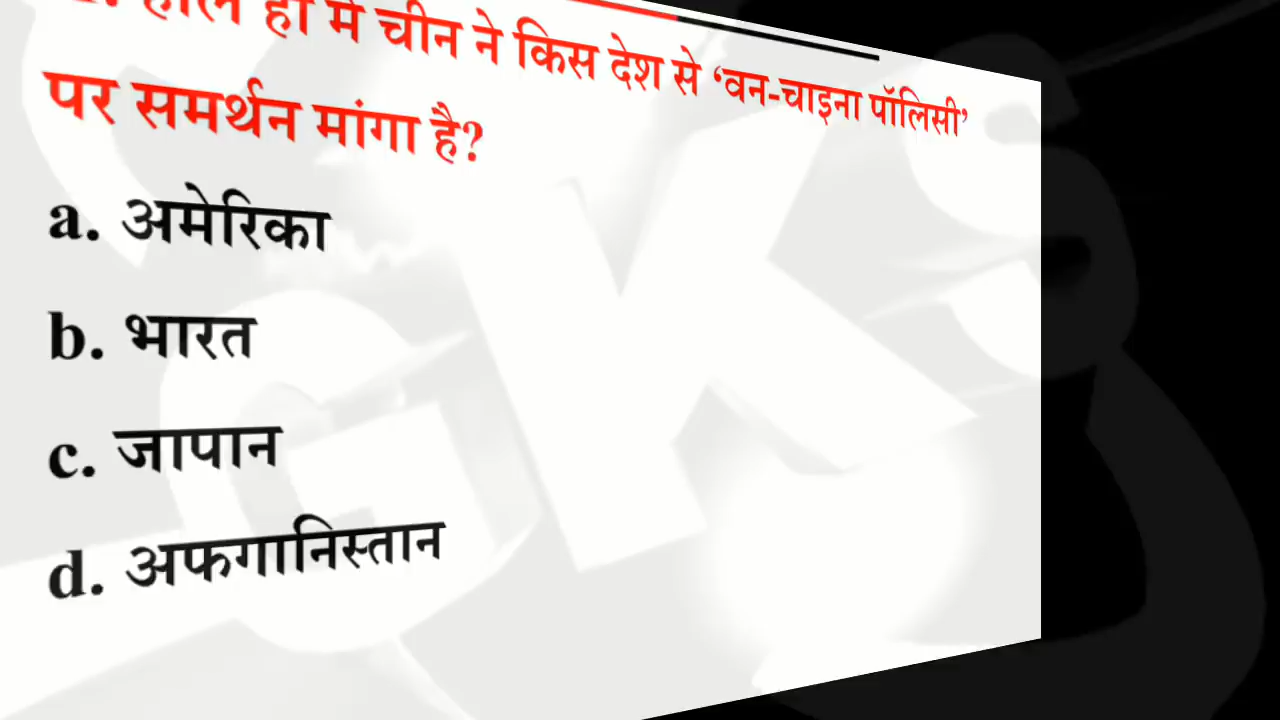 हाल ही में चीन ने किस देश से ‘वन-चाइना पॉलिसी’
पर समर्थन मांगा है?
a. अमेरिका
b. भारत
c. जापान
d. अफगानिस्तान